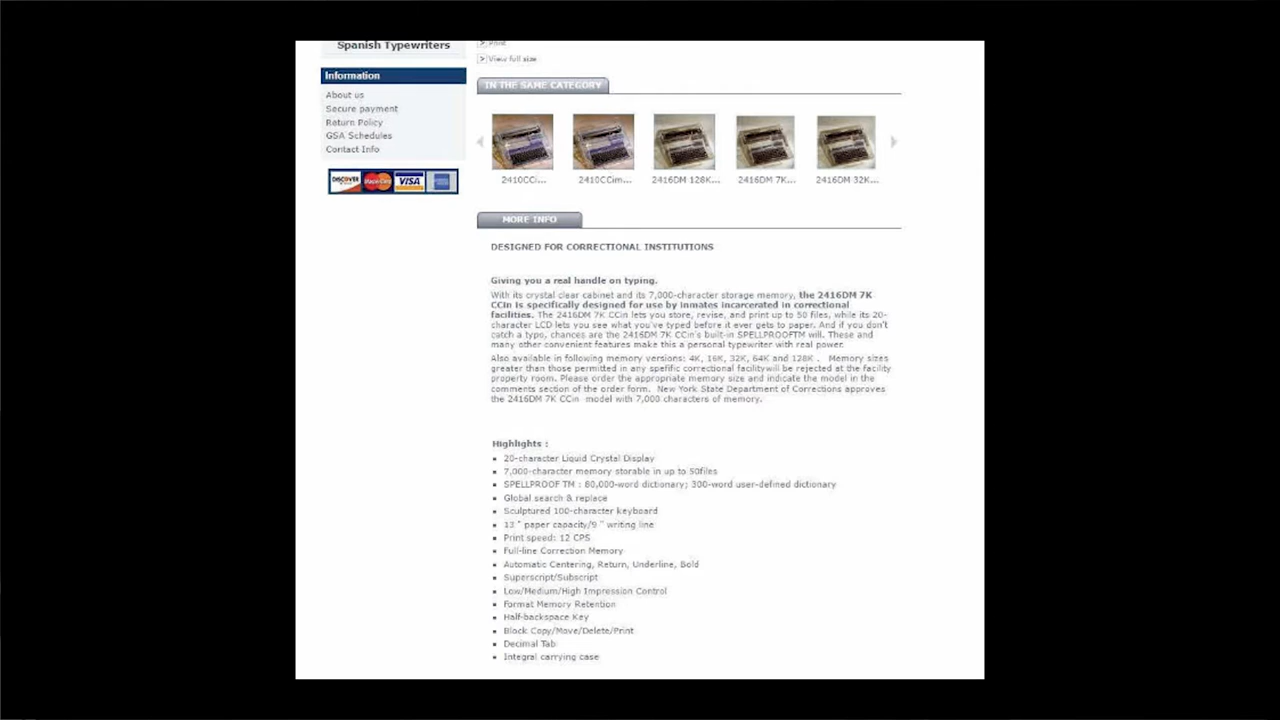 Spanish Typewriters
Print
View full size
Information
About us
Secure payment
Return Policy
GSA Schedules
Contact Info
DISCOVER MasterCard VISA
IN THE SAME CATEGORY
2410CCi... 2410CCim... 2416DM 128K... 2416DM 7K... 2416DM 32K...
MORE INFO
DESIGNED FOR CORRECTIONAL INSTITUTIONS
Giving you a real handle on typing.
With its crystal clear cabinet and its 7,000-character storage memory, the 2416DM 7K
CCin is specifically designed for use by inmates incarcerated in correctional
facilities. The 2416DM 7K CCin lets you store, revise, and print up to 50 files, while its 20-
character LCD lets you see what you've typed before it ever gets to paper. And if you don't
catch a typo, chances are the 2416DM 7K CCin's built-in SPELLPROOFTM will. These and
many other convenient features make this a personal typewriter with real power.
Also available in following memory versions: 4K, 16K, 32K, 64K and 128K . Memory sizes
greater than those permitted in any speific correctional facilitywill be rejected at the facility
property room. Please order the appropriate memory size and indicate the model in the
comments section of the order form. New York State Department of Corrections approves
the 2416DM 7K CCin model with 7,000 characters of memory.
Highlights :
▪ 20-character Liquid Crystal Display
▪ 7,000-character memory storable in up to 50files
▪ SPELLPROOF TM : 80,000-word dictionary; 300-word user-defined dictionary
▪ Global search & replace
▪ Sculptured 100-character keyboard
▪ 13 " paper capacity/9 " writing line
▪ Print speed: 12 CPS
▪ Full-line Correction Memory
▪ Automatic Centering, Return, Underline, Bold
▪ Superscript/Subscript
▪ Low/Medium/High Impression Control
▪ Format Memory Retention
▪ Half-backspace Key
▪ Block Copy/Move/Delete/Print
▪ Decimal Tab
▪ Integral carrying case